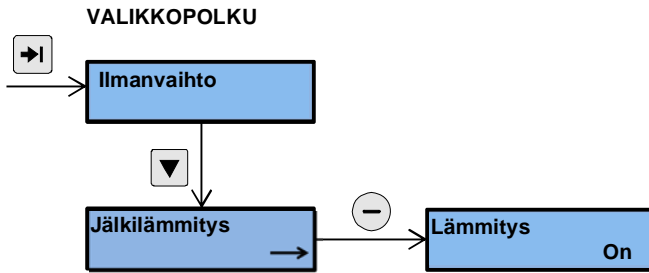 VALIKKOPOLKU
Ilmanvaihto
Jälkilämmitys
Lämmitys
On